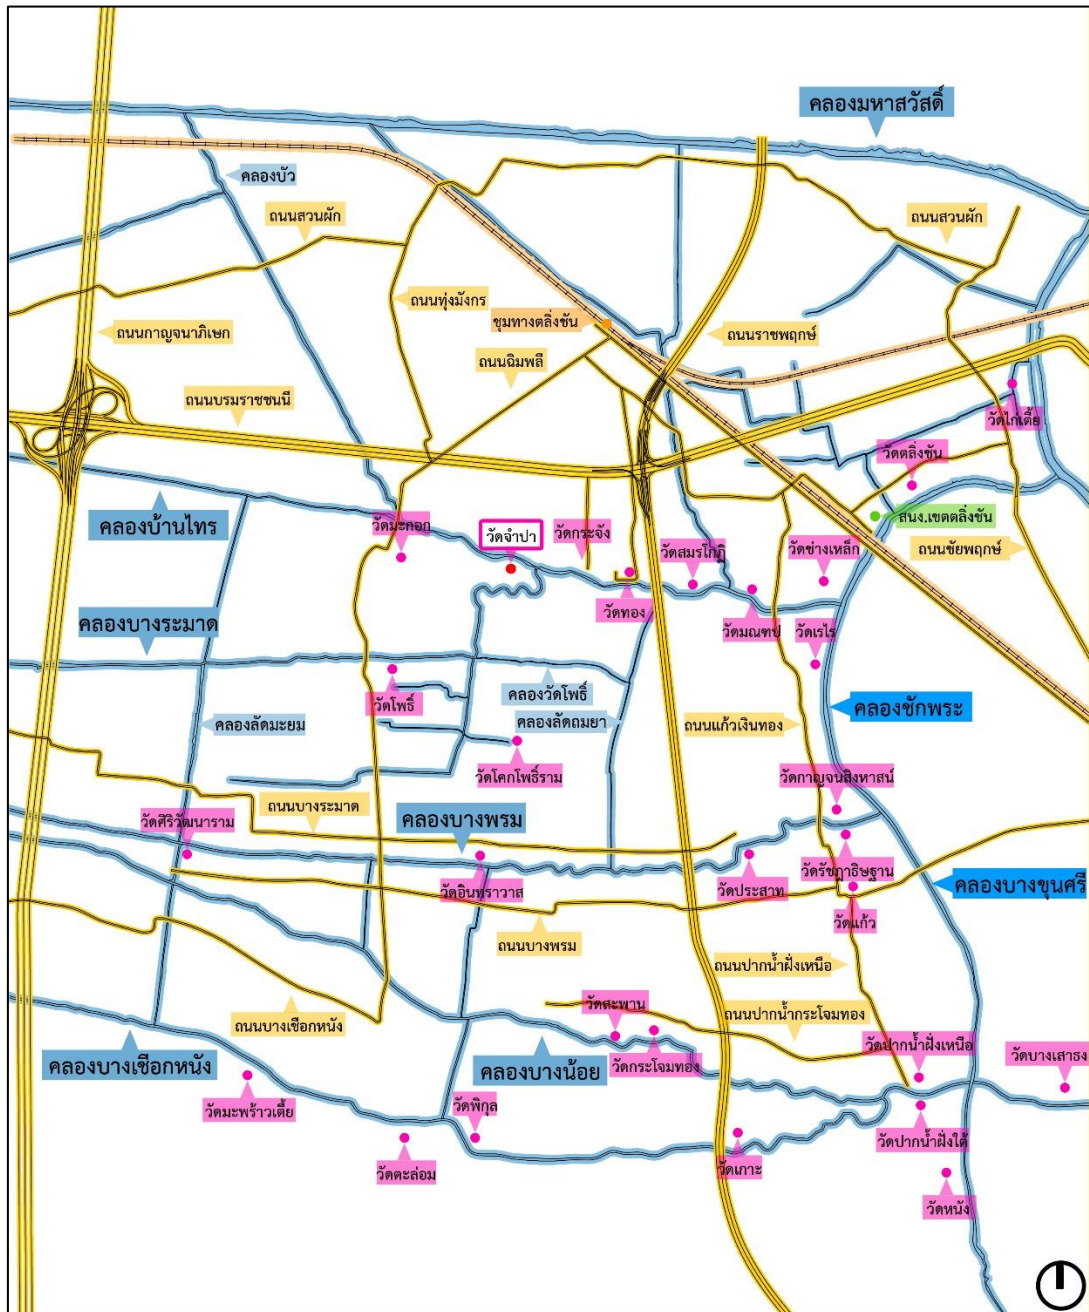 คลองมหาสวัสดิ์
คลองบัว
ถนนสวนผัก
ถนนสวนผัก
ถนนทุ่งมังกร
ถนนกาญจนาภิเษก
ชุมทางตลิ่งชัน
ถนนราชพฤกษ์
ถนนฉิมพลี
ถนนบรมราชชนนี
วัดไก่เตี้ย
วัดตลิ่งชัน
สนง.เขตตลิ่งชัน
คลองบ้านไทร
วัดมะกอก
วัดจำปา
วัดกระจัง
วัดสมรโกฏิ
วัดช่างเหล็ก
ถนนชัยพฤกษ์
วัดทอง
คลองบางระมาด
วัดมณฑป
วัดเรไร
วัดโพธิ์
คลองวัดโพธิ์
คลองลัดมะยม
คลองลัดถมยา
ถนนแก้วเงินทอง
คลองชักพระ
วัดโคกโพธิ์ราม
วัดกาญจนสิงหาสน์
ถนนบางระมาด
วัดศิริวัฒนาราม
คลองบางพรม
วัดอินทราวาส
วัดประสาท
วัดรัชฎาธิษฐาน
คลองบางขุนศรี
วัดแก้ว
ถนนบางพรม
ถนนปากน้ำฝั่งเหนือ
วัดสะพาน
ถนนปากน้ำกระโจมทอง
ถนนบางเชือกหนัง
วัดปากน้ำฝั่งเหนือ
วัดบางเสาธง
คลองบางเชือกหนัง
คลองบางน้อย
วัดกระโจมทอง
วัดมะพร้าวเตี้ย
วัดพิกุล
วัดปากน้ำฝั่งใต้
วัดตะล่อม
วัดเกาะ
วัดหนัง